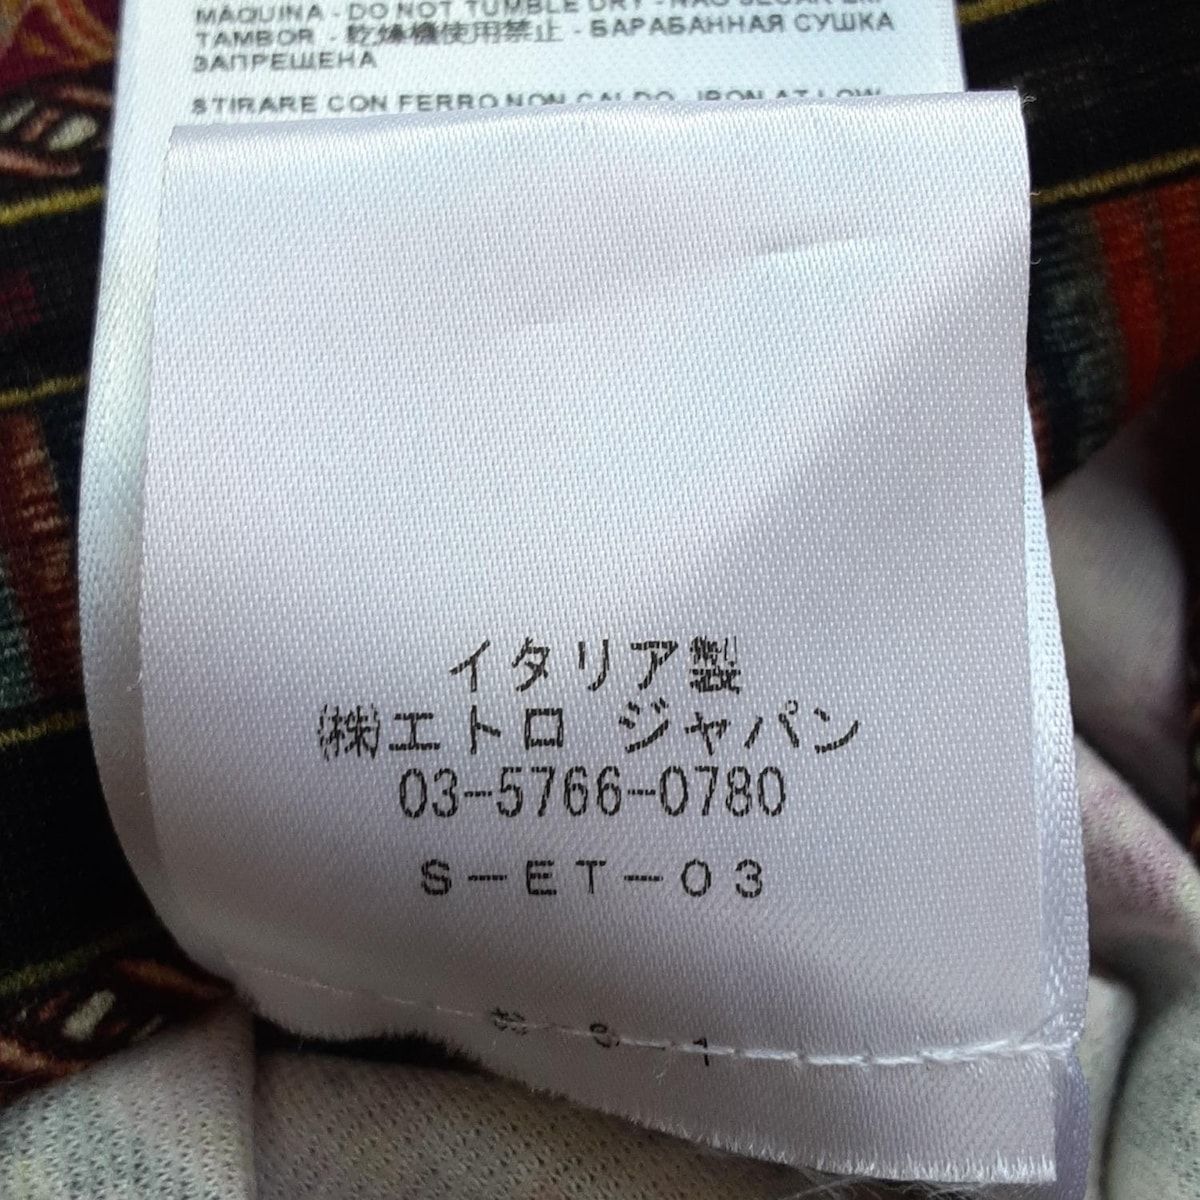 MÁQUINA - DO NOT TUMBLE DRY - NÃO SECAR EM
TAMBOR - 乾燥機使用禁止 - БАРАБАННАЯ СУШКА
ЗАПРЕЩЕНА
STIRARE CON FERRO NON CALDO - IRON AT LOW
イタリア製
(株)エトロ ジャパン
03-5766-0780
S-ET-03